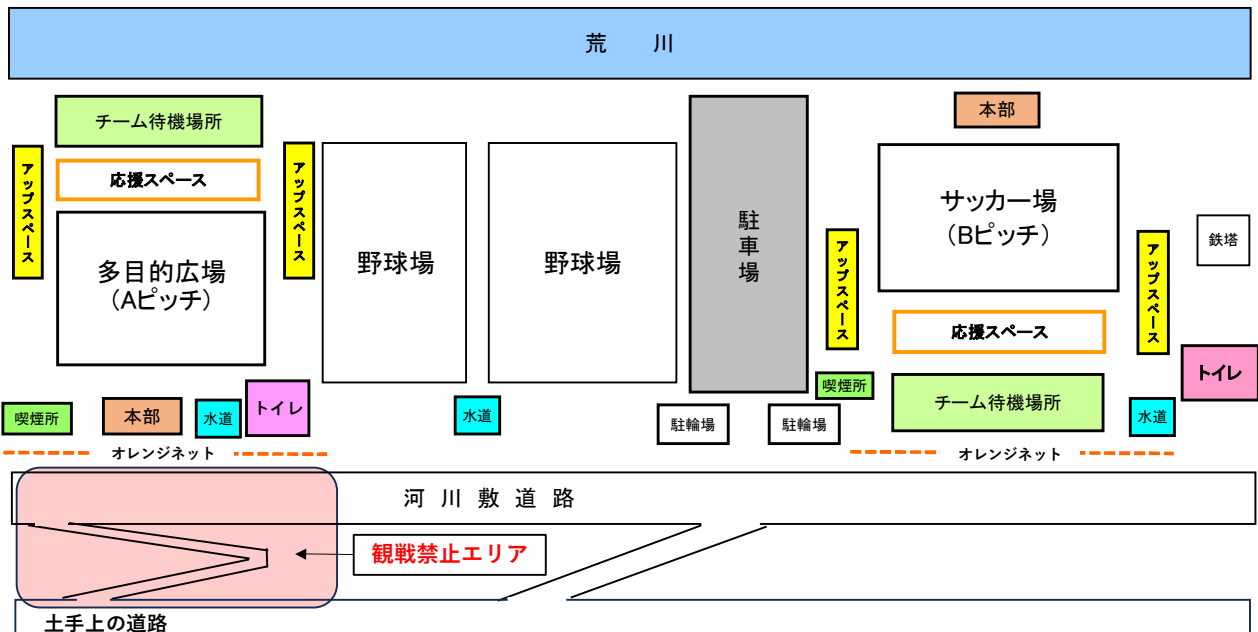 荒　川
チーム待機場所
本部
アップスペース
応援スペース
アップスペース
多目的広場
（Aピッチ）
野球場
野球場
駐車場
サッカー場
（Bピッチ）
鉄塔
アップスペース
応援スペース
アップスペース
トイレ
喫煙所
本部
水道
トイレ
水道
駐輪場
駐輪場
喫煙所
チーム待機場所
水道
オレンジネット
オレンジネット
河川敷道路
観戦禁止エリア
土手上の道路